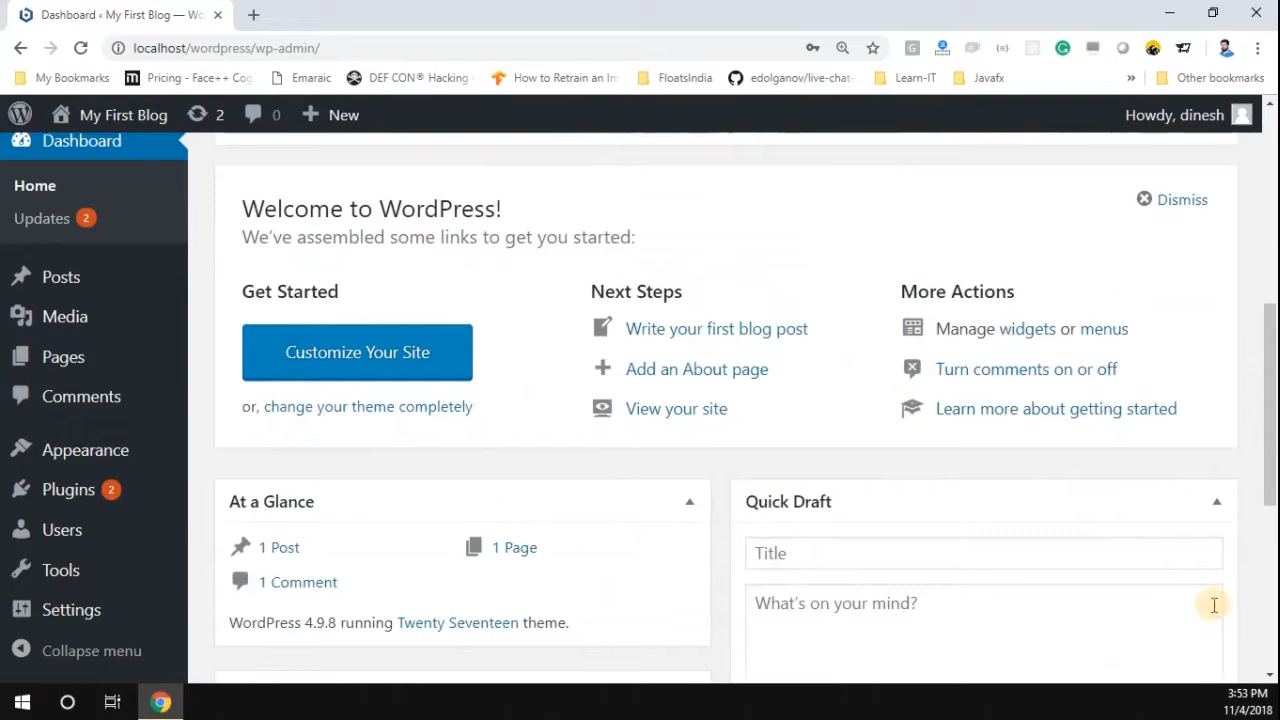 Dashboard ‹ My First Blog — Wo
localhost/wordpress/wp-admin/
My Bookmarks
Pricing - Face++ Cog
Emaraic
DEF CON® Hacking
How to Retrain an Im
FloatsIndia
edolganov/live-chat-
Learn-IT
Javafx
»
Other bookmarks
My First Blog
2
0
New
Howdy, dinesh
Dashboard
Home
Updates 2
Posts
Media
Pages
Comments
Appearance
Plugins 2
Users
Tools
Settings
Collapse menu
Welcome to WordPress!
Dismiss
We've assembled some links to get you started:
Get Started
Customize Your Site
or, change your theme completely
Next Steps
Write your first blog post
Add an About page
View your site
More Actions
Manage widgets or menus
Turn comments on or off
Learn more about getting started
At a Glance
1 Post
1 Page
1 Comment
WordPress 4.9.8 running Twenty Seventeen theme.
Quick Draft
Title
What's on your mind?
3:53 PM
11/4/2018